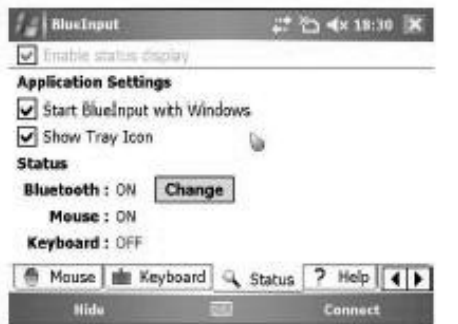 BlueInput 18:30
Enable status display
Application Settings
Start BlueInput with Windows
Show Tray Icon
Status
Bluetooth : ON Change
Mouse : ON
Keyboard : OFF
Mouse Keyboard Status ? Help
Hide Connect